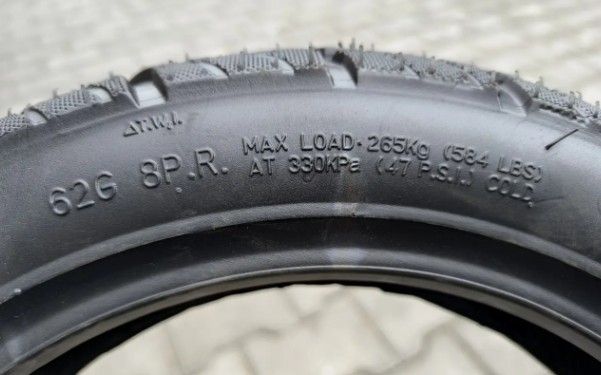 △T.W.I.
62G 8P.R.
MAX LOAD·265Kg (584 LBS)
AT 330KPa (47 P.S.I.) COLD